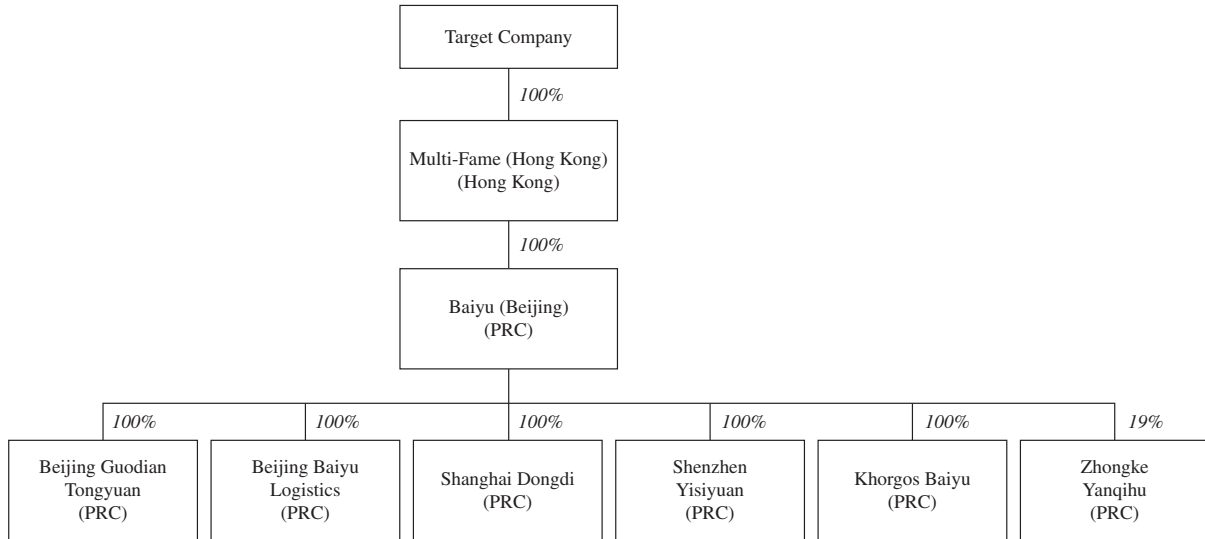 Target Company
100%
Multi-Fame (Hong Kong)
(Hong Kong)
100%
Baiyu (Beijing)
(PRC)
100%
100%
100%
100%
100%
19%
Beijing Guodian
Tongyuan
(PRC)
Beijing Baiyu
Logistics
(PRC)
Shanghai Dongdi
(PRC)
Shenzhen
Yisiyuan
(PRC)
Khorgos Baiyu
(PRC)
Zhongke
Yanqihu
(PRC)